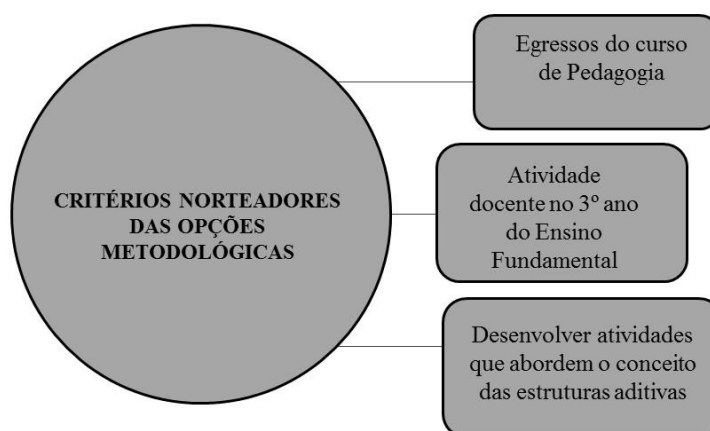 CRITÉRIOS NORTEADORES
DAS OPÇÕES
METODOLÓGICAS
Egressos do curso
de Pedagogia
Atividade
docente no 3º ano
do Ensino
Fundamental
Desenvolver atividades
que abordem o conceito
das estruturas aditivas